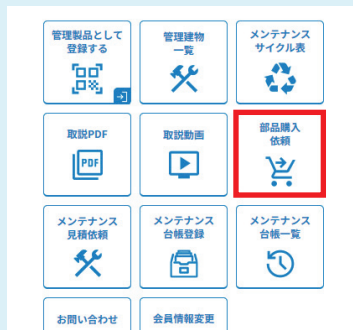 管理製品として
登録する
管理建物
一覧
メンテナンス
サイクル表
取説PDF
PDF
取説動画
部品購入
依頼
メンテナンス
見積依頼
メンテナンス
台帳登録
メンテナンス
台帳一覧
お問い合わせ
会員情報変更